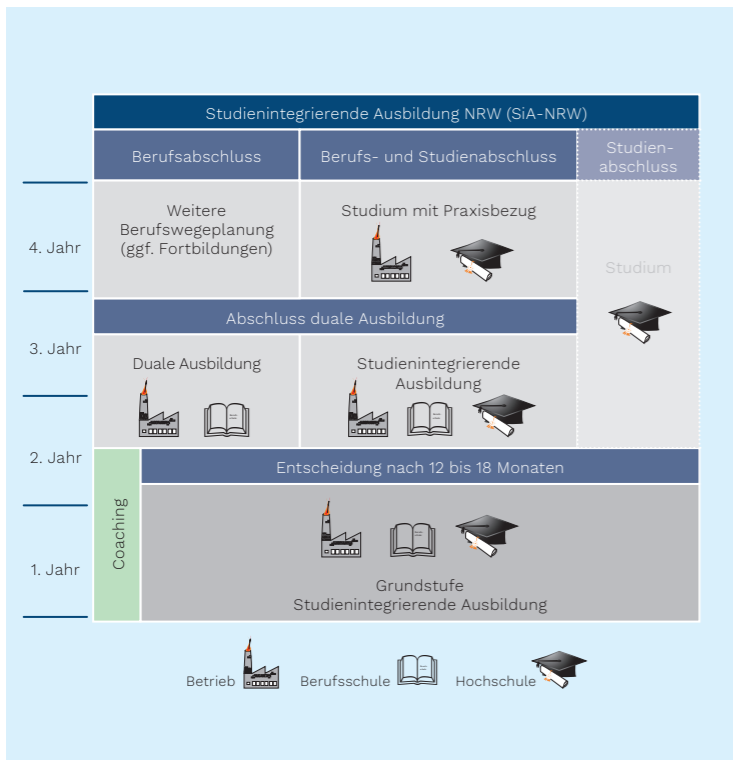 Studienintegrierende Ausbildung NRW (SiA-NRW)
Berufsabschluss
Berufs- und Studienabschluss
Studien-
abschluss
4. Jahr
Weitere
Berufswegeplanung
(ggf. Fortbildungen)
Studium mit Praxisbezug
Studium
Abschluss duale Ausbildung
3. Jahr
Duale Ausbildung
Studienintegrierende
Ausbildung
2. Jahr
Entscheidung nach 12 bis 18 Monaten
Coaching
1. Jahr
Grundstufe
Studienintegrierende Ausbildung
Betrieb
Berufsschule
Hochschule